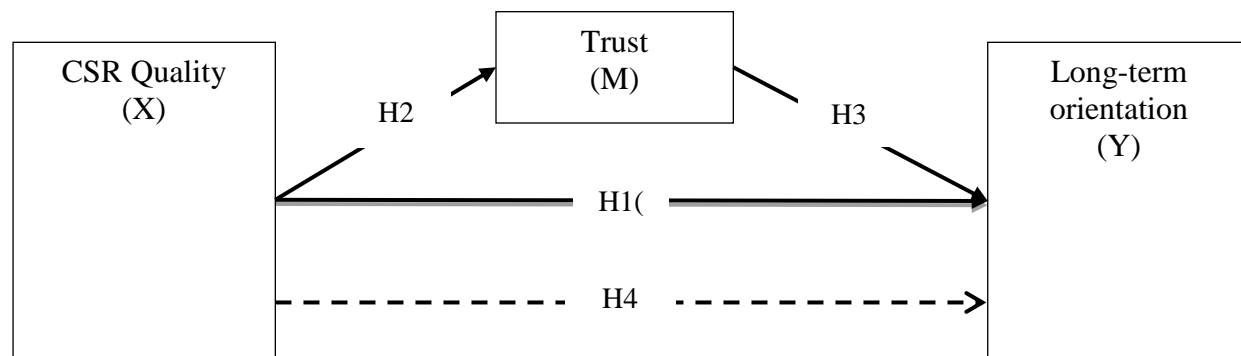 Trust
(M)
CSR Quality
(X)
Long-term
orientation
(Y)
H2
H3
H1(
H4